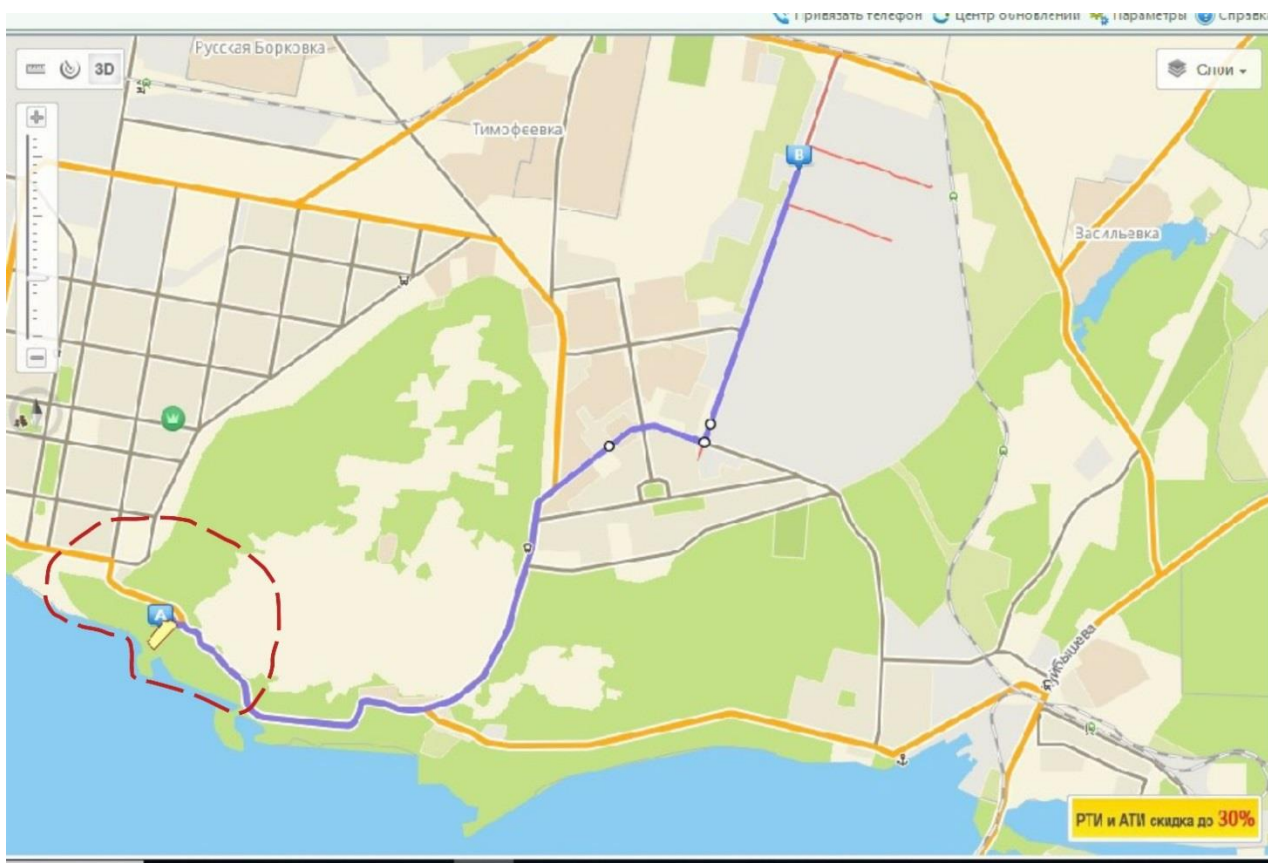 Привязать телефон Центр обновлений Параметры Справка
Русская Борковка
3D
Слои
Тимофеевка
B
Васильевка
A
Куйбышева
РТИ и АТИ скидка до 30%